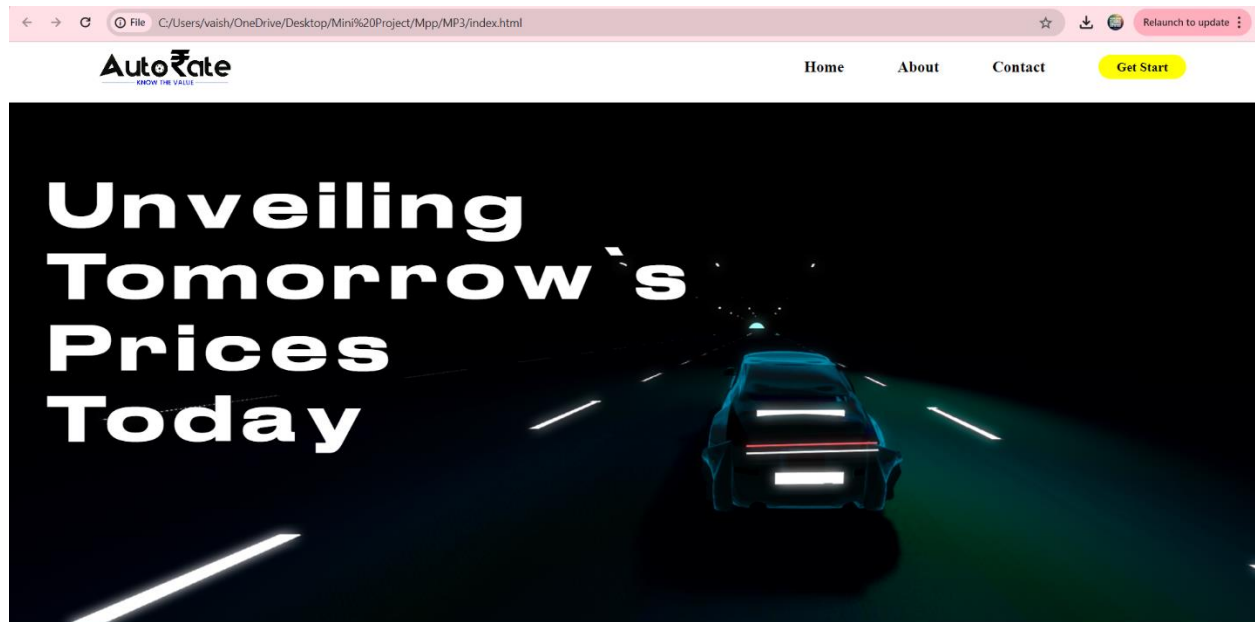 File C:/Users/vaish/OneDrive/Desktop/Mini%20Project/Mpp/MP3/index.html
Relaunch to update
Auto₹ate
KNOW THE VALUE
Home About Contact Get Start
Unveiling
Tomorrow`s
Prices
Today